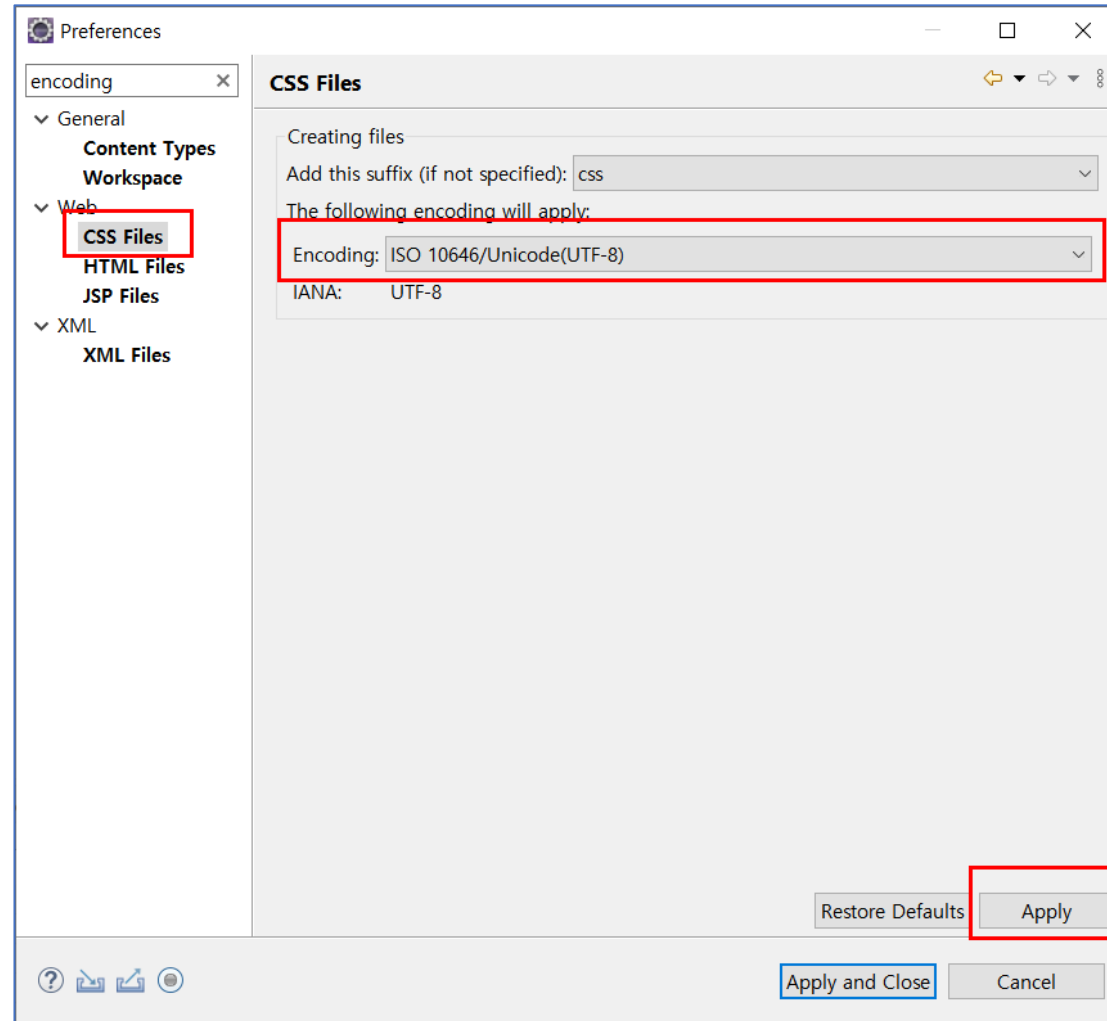 Preferences
encoding
General
Content Types
Workspace
Web
CSS Files
HTML Files
JSP Files
XML
XML Files
CSS Files
Creating files
Add this suffix (if not specified): css
The following encoding will apply:
Encoding: ISO 10646/Unicode(UTF-8)
IANA: UTF-8
Restore Defaults Apply
Apply and Close Cancel